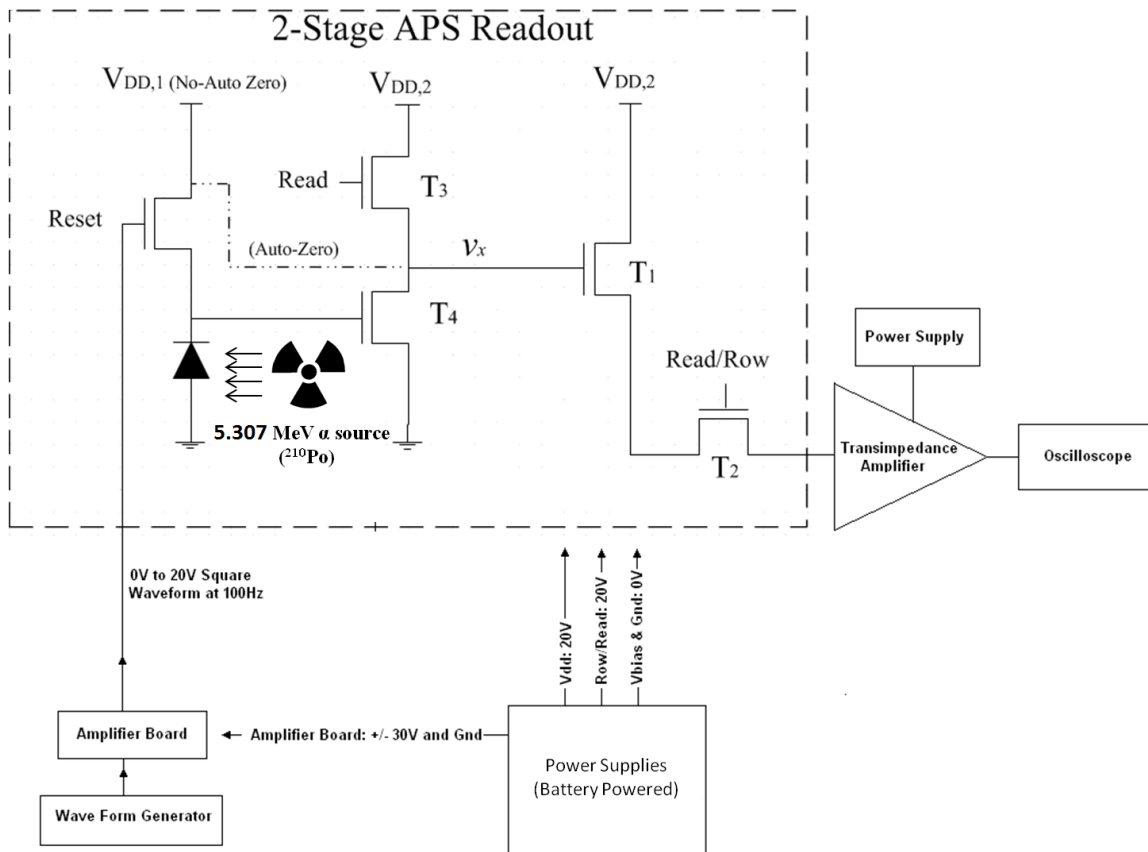 2-Stage APS Readout
VDD,1 (No-Auto Zero)
VDD,2
VDD,2
Read
T3
Reset
(Auto-Zero)
vx
T1
T4
Read/Row
Power Supply
5.307 MeV α source
(210Po)
T2
Transimpedance
Amplifier
Oscilloscope
0V to 20V Square
Waveform at 100Hz
Vdd: 20V
Row/Read: 20V
Vbias & Gnd: 0V
Amplifier Board
Amplifier Board: +/- 30V and Gnd
Power Supplies
(Battery Powered)
Wave Form Generator